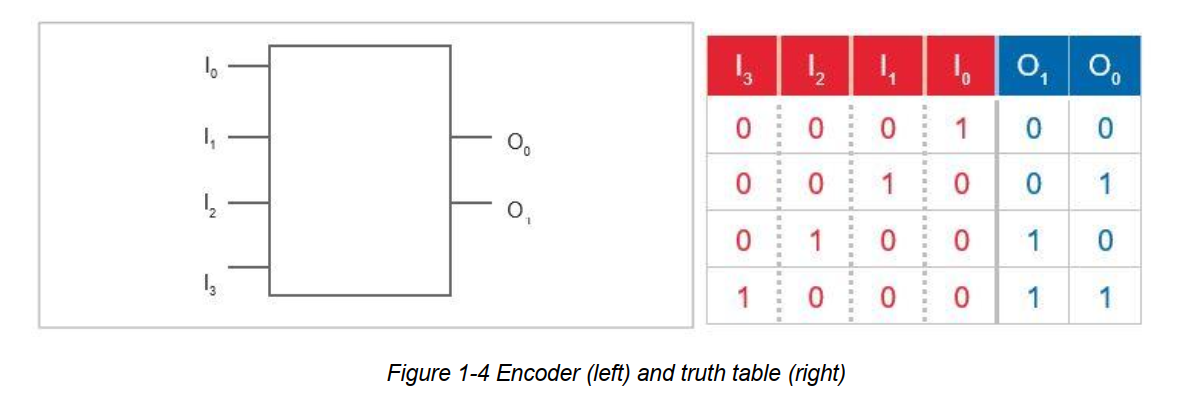 I₀
I₁
I₂
I₃
O₀
O₁
I₃ I₂ I₁ I₀ O₁ O₀
0 0 0 1 0 0
0 0 1 0 0 1
0 1 0 0 1 0
1 0 0 0 1 1
Figure 1-4 Encoder (left) and truth table (right)